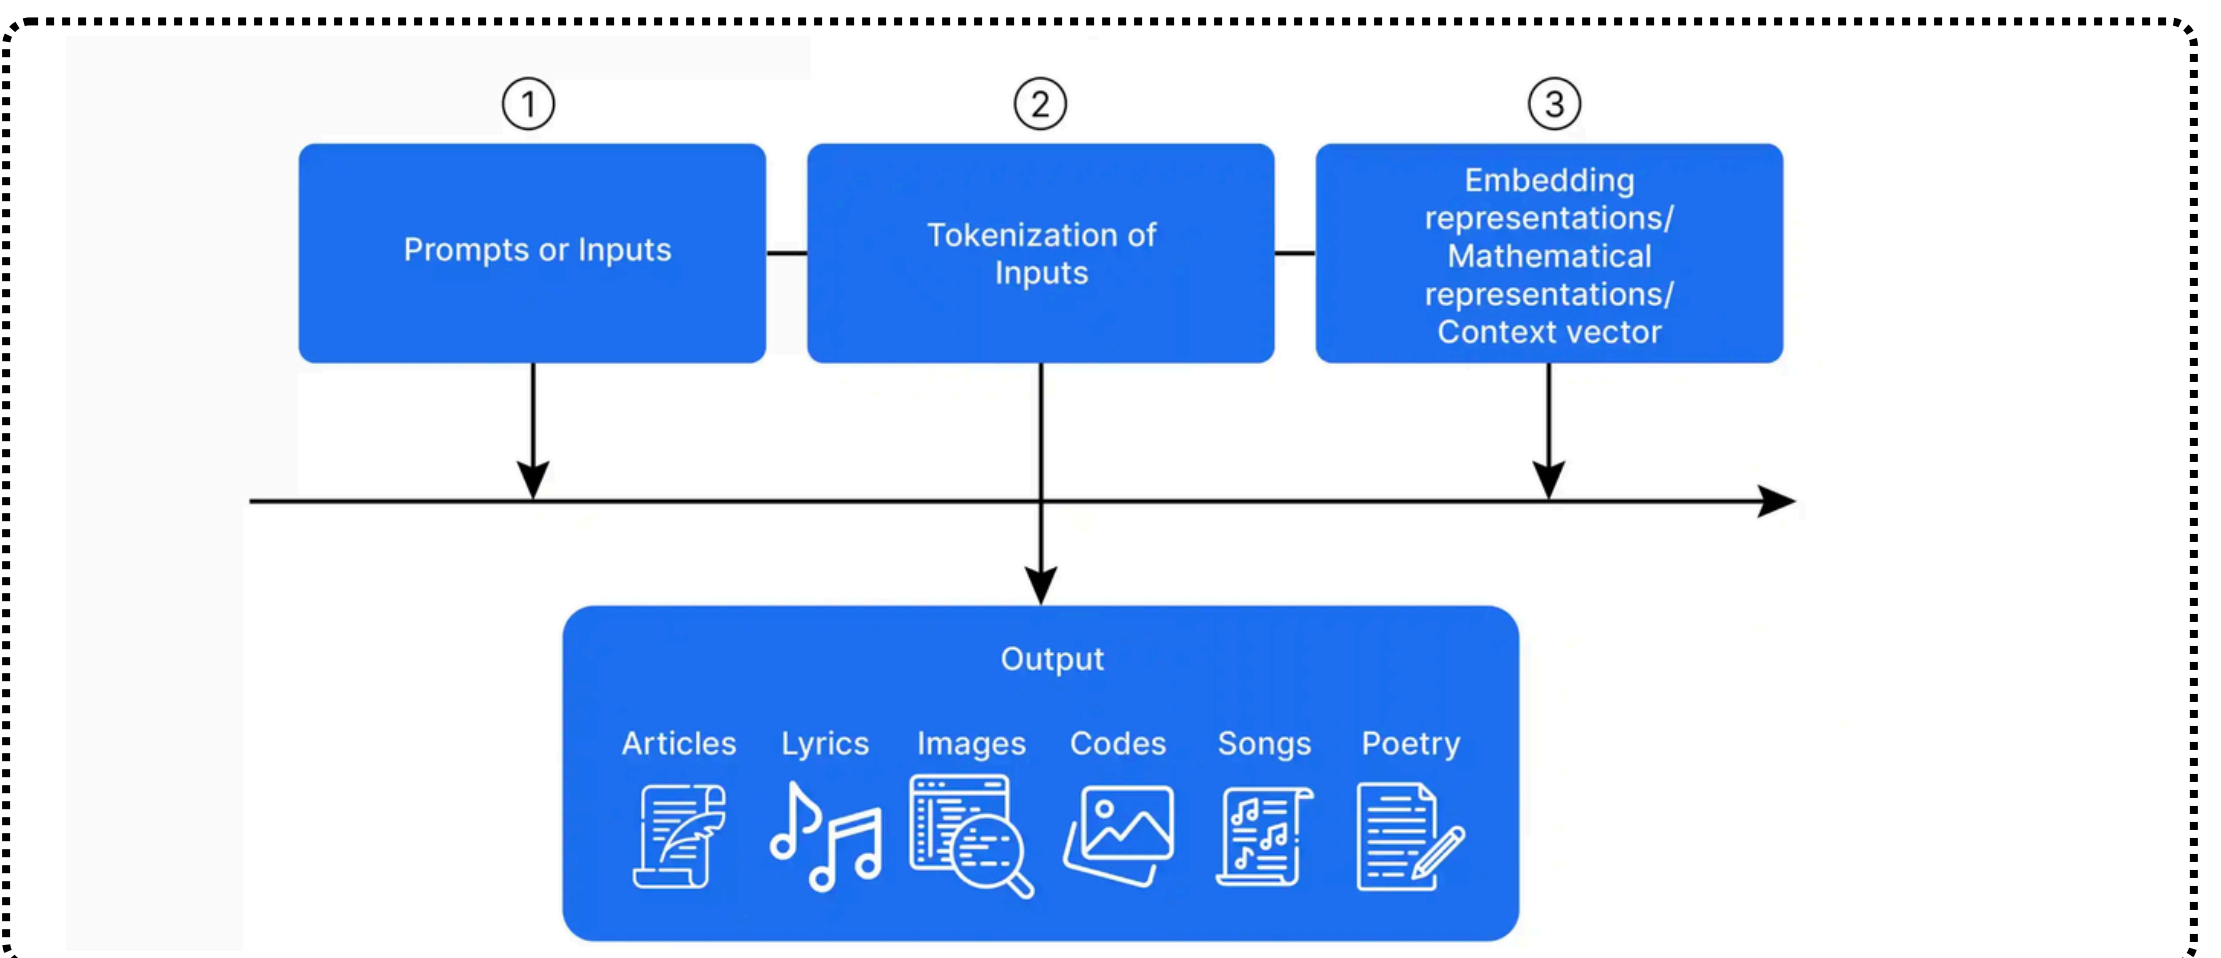 1
2
3
Prompts or Inputs
Tokenization of
Inputs
Embedding
representations/
Mathematical
representations/
Context vector
Output
Articles
Lyrics
Images
Codes
Songs
Poetry